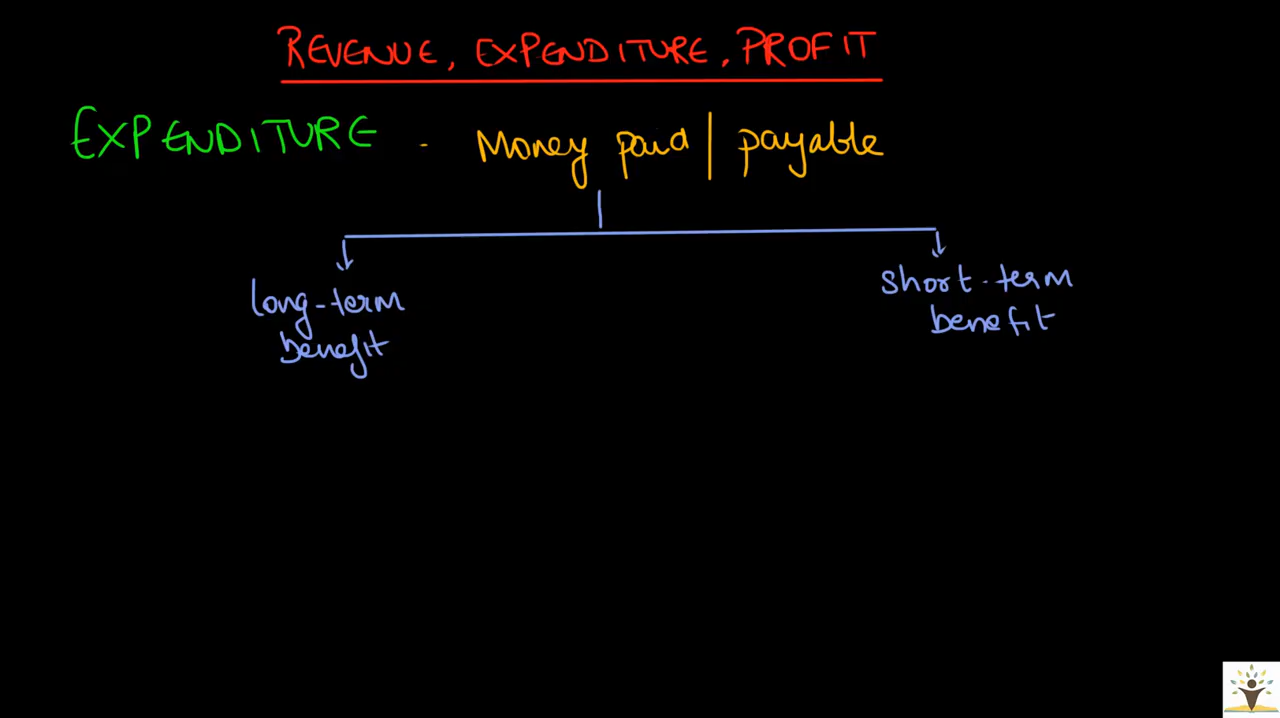 REVENUE, EXPENDITURE, PROFIT
EXPENDITURE - Money paid | payable
long-term benefit
short-term benefit